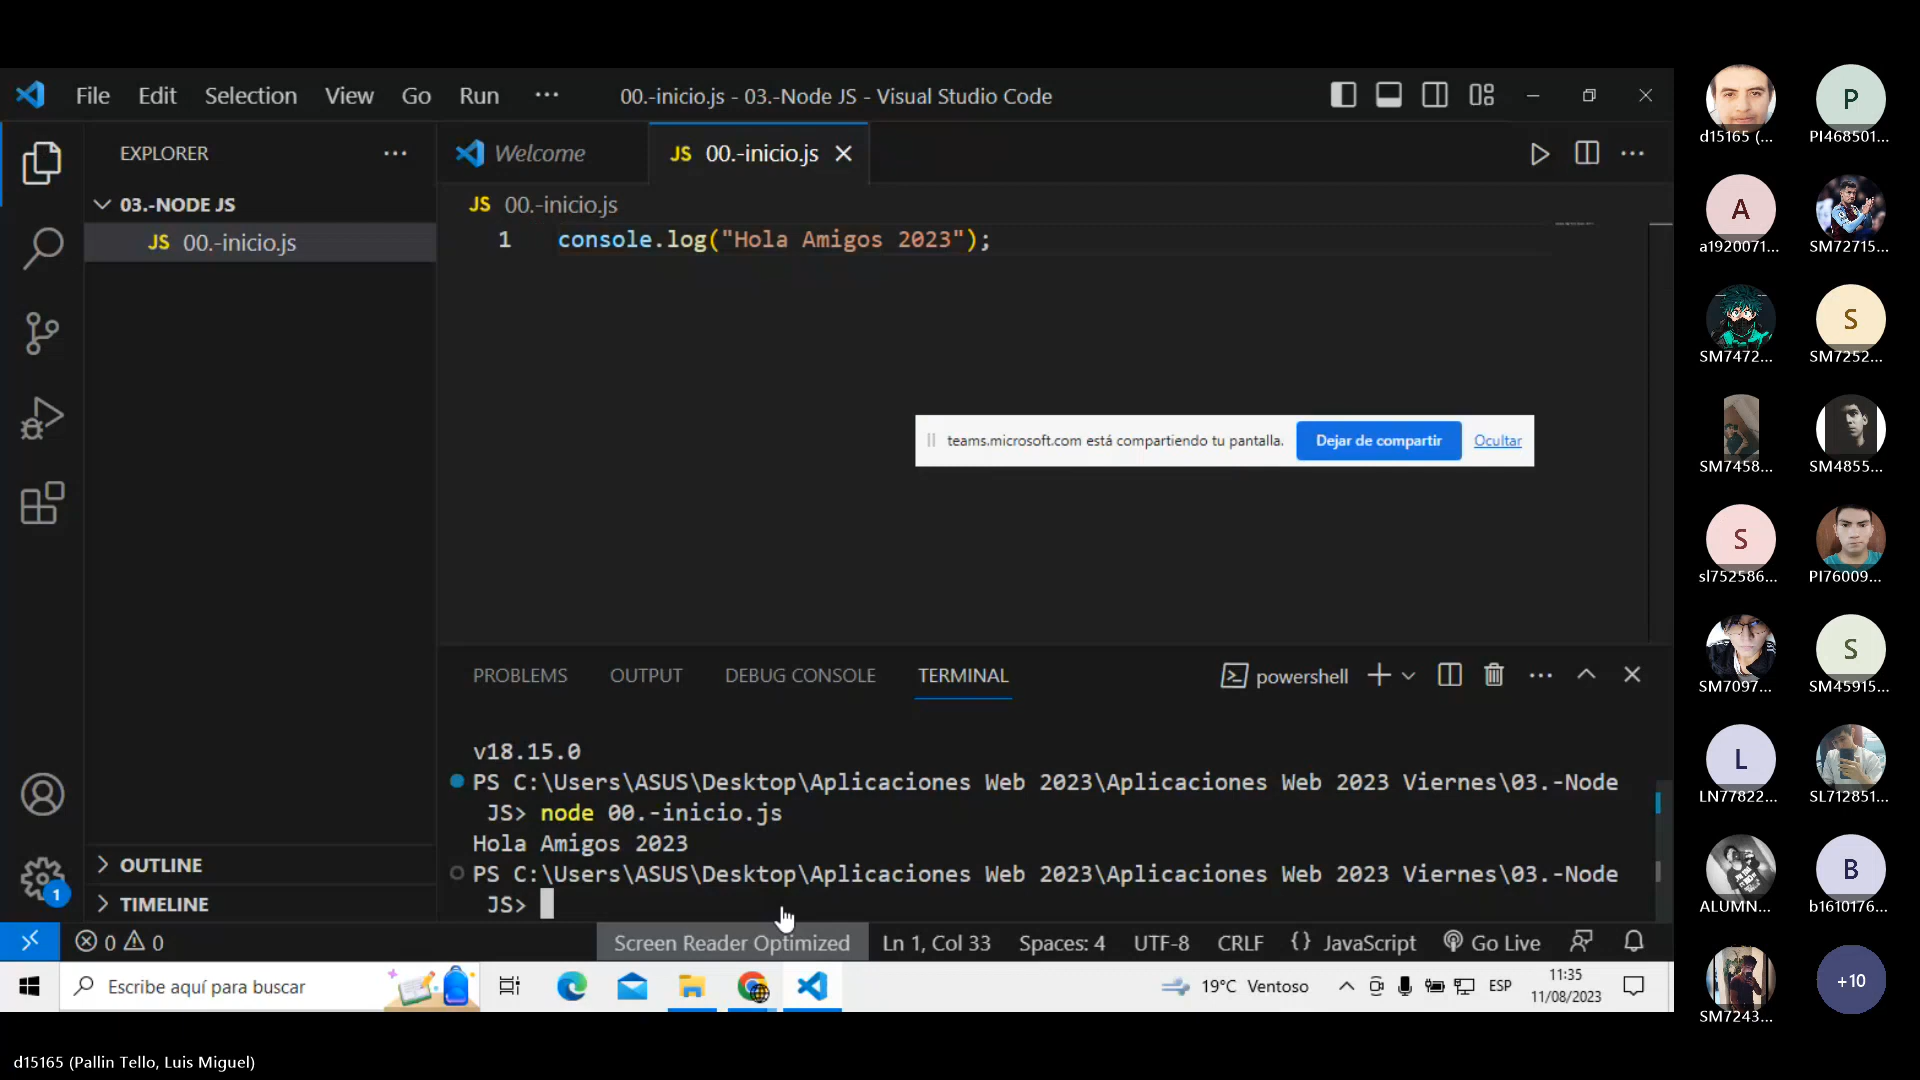 File Edit Selection View Go Run ··· 00.-inicio.js - 03.-Node JS - Visual Studio Code
EXPLORER ···
03.-NODE JS
JS 00.-inicio.js
Welcome
JS 00.-inicio.js
JS 00.-inicio.js
1 console.log("Hola Amigos 2023");
teams.microsoft.com está compartiendo tu pantalla. Dejar de compartir Ocultar
PROBLEMS OUTPUT DEBUG CONSOLE TERMINAL powershell
v18.15.0
PS C:\Users\ASUS\Desktop\Aplicaciones Web 2023\Aplicaciones Web 2023 Viernes\03.-Node
JS> node 00.-inicio.js
Hola Amigos 2023
PS C:\Users\ASUS\Desktop\Aplicaciones Web 2023\Aplicaciones Web 2023 Viernes\03.-Node
JS>
OUTLINE
TIMELINE
1
0 0 Screen Reader Optimized Ln 1, Col 33 Spaces: 4 UTF-8 CRLF {} JavaScript Go Live
Escribe aquí para buscar
19°C Ventoso ESP
11:35
11/08/2023
P
d15165 (... PI468501...
A
a1920071... SM72715...
S
SM7472... SM7252...
SM7458... SM4855...
S
sl752586... PI76009...
S
SM7097... SM45915...
L
LN77822... SL712851...
B
ALUMN... b1610176...
+10
SM7243...
d15165 (Pallin Tello, Luis Miguel)